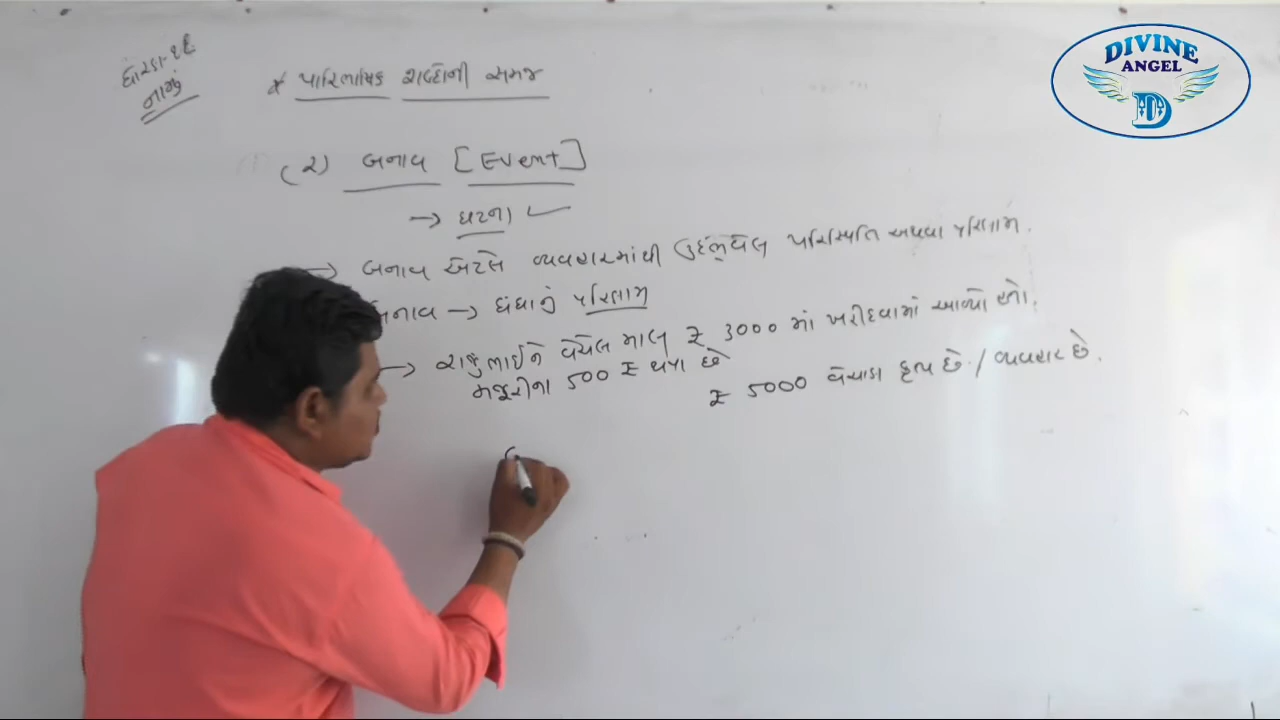 ધોરણ-૧૧
નામું
* પારિભાષિક શબ્દોની સમજ
(૨) બનાવ [Event]
→ ઘટના ✓
→ બનાવ એટલે વ્યવહારમાંથી ઉદ્દભવેલ પરિસ્થિતિ અથવા પરિણામ.
બનાવ → ધંધાનું પરિણામ
→ રાજુભાઈને વેચેલ માલ ₹ 3000 માં ખરીદવામાં આવ્યો હતો.
મજૂરીના 500 ₹ થયા છે
₹ 5000 વેચાણ કૃત્ય છે / વ્યવહાર છે.
DIVINE
ANGEL
D